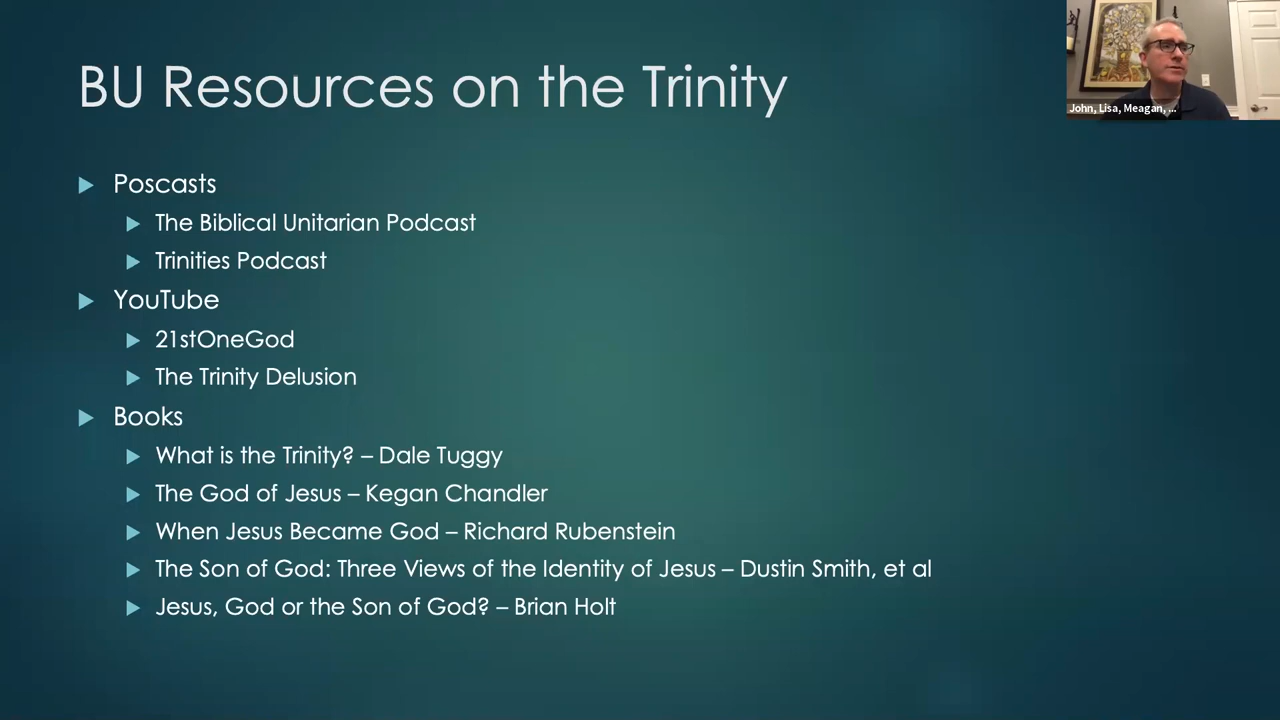 BU Resources on the Trinity
John, Lisa, Meagan, ...
Poscasts
The Biblical Unitarian Podcast
Trinities Podcast
YouTube
21stOneGod
The Trinity Delusion
Books
What is the Trinity? – Dale Tuggy
The God of Jesus – Kegan Chandler
When Jesus Became God – Richard Rubenstein
The Son of God: Three Views of the Identity of Jesus – Dustin Smith, et al
Jesus, God or the Son of God? – Brian Holt